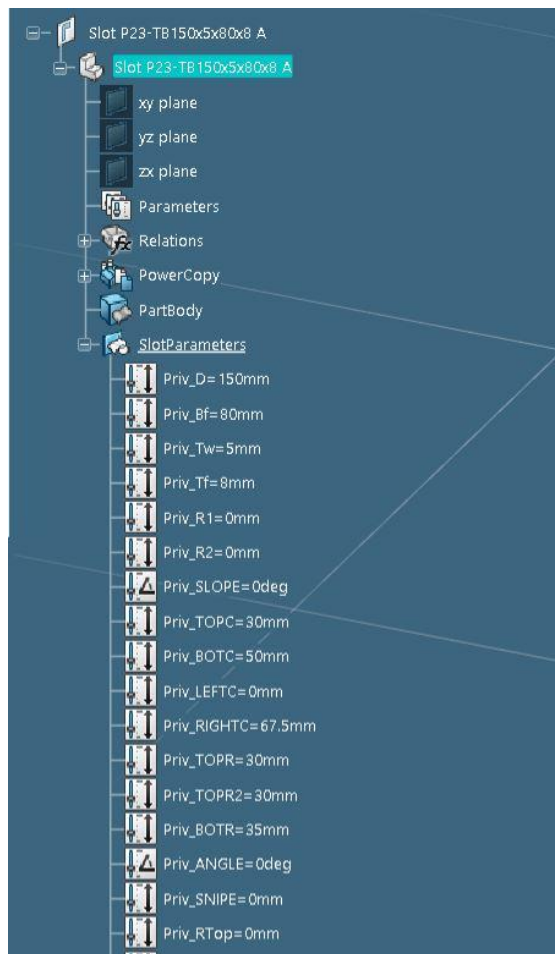 Slot P23-TB150x5x80x8 A
Slot P23-TB150x5x80x8 A
xy plane
yz plane
zx plane
Parameters
Relations
PowerCopy
PartBody
SlotParameters
Priv_D=150mm
Priv_Bf=80mm
Priv_Tw=5mm
Priv_Tf=8mm
Priv_R1=0mm
Priv_R2=0mm
Priv_SLOPE=0deg
Priv_TOPC=30mm
Priv_BOTC=50mm
Priv_LEFTC=0mm
Priv_RIGHTC=67.5mm
Priv_TOPR=30mm
Priv_TOPR2=30mm
Priv_BOTR=35mm
Priv_ANGLE=0deg
Priv_SNIPE=0mm
Priv_RTop=0mm